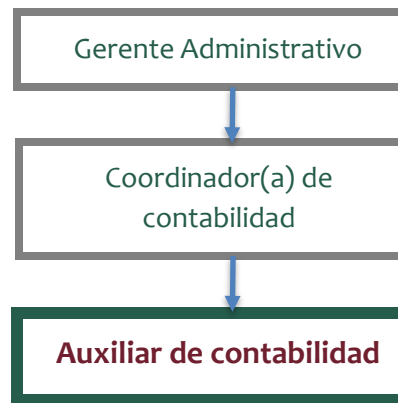 Gerente Administrativo
Coordinador(a) de
contabilidad
Auxiliar de contabilidad